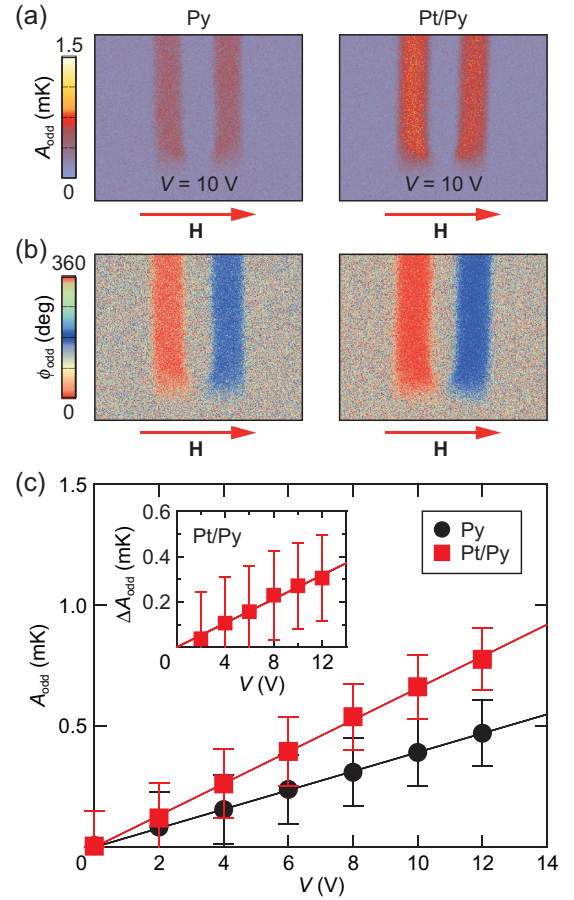 (a)
Py
Pt/Py
1.5
A_odd (mK)
0
V = 10 V
V = 10 V
H
H
(b)
360
ϕ_odd (deg)
0
H
H
(c)
1.5
1.0
0.5
A_odd (mK)
0
2
4
6
8
10
12
14
V (V)
0.6
0.4
0.2
ΔA_odd (mK)
Pt/Py
0
4
8
12
V (V)
Py
Pt/Py